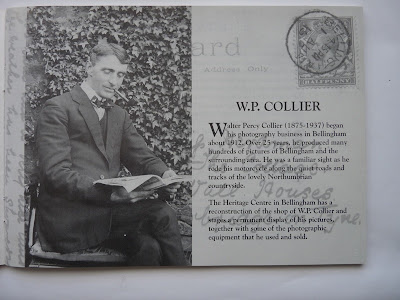 ard
Address Only
W.P. COLLIER
Walter Percy Collier (1875-1937) began
his photography business in Bellingham
about 1912. Over 25 years, he produced many
hundreds of pictures of Bellingham and the
surrounding area. He was a familiar sight as he
rode his motorcycle along the quiet roads and
tracks of the lovely Northumbrian
countryside.
Houses
The Heritage Centre in Bellingham has a
reconstruction of the shop of W.P. Collier and
stages a permanent display of his pictures,
together with some of the photographic
equipment that he used and sold.